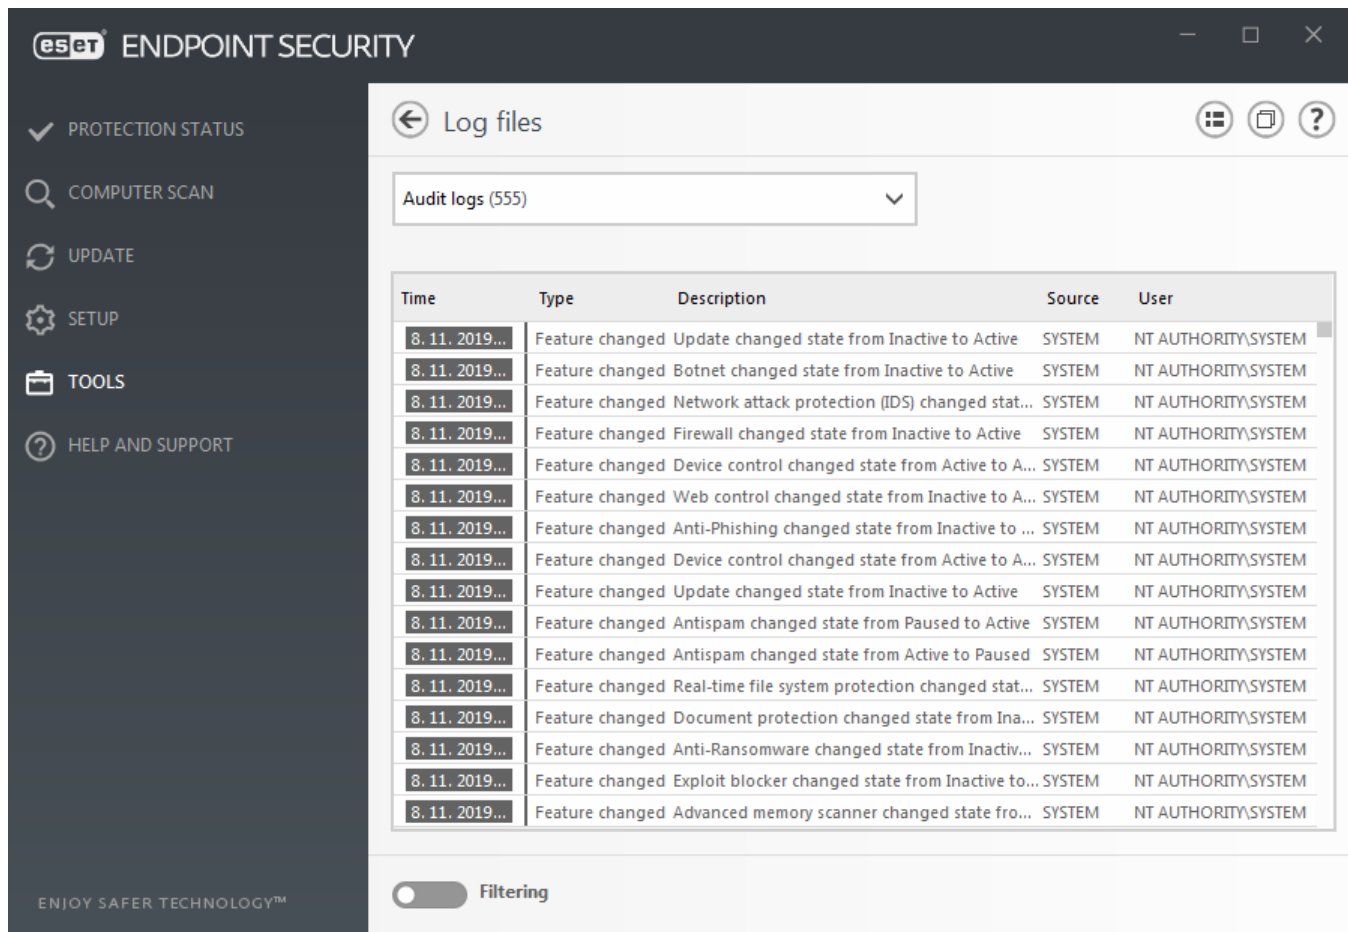 eset ENDPOINT SECURITY
PROTECTION STATUS
COMPUTER SCAN
UPDATE
SETUP
TOOLS
HELP AND SUPPORT
ENJOY SAFER TECHNOLOGY™
Log files
?
Audit logs (555)
Time Type Description Source User
8. 11. 2019... Feature changed Update changed state from Inactive to Active SYSTEM NT AUTHORITY\SYSTEM
8. 11. 2019... Feature changed Botnet changed state from Inactive to Active SYSTEM NT AUTHORITY\SYSTEM
8. 11. 2019... Feature changed Network attack protection (IDS) changed stat... SYSTEM NT AUTHORITY\SYSTEM
8. 11. 2019... Feature changed Firewall changed state from Inactive to Active SYSTEM NT AUTHORITY\SYSTEM
8. 11. 2019... Feature changed Device control changed state from Active to A... SYSTEM NT AUTHORITY\SYSTEM
8. 11. 2019... Feature changed Web control changed state from Inactive to A... SYSTEM NT AUTHORITY\SYSTEM
8. 11. 2019... Feature changed Anti-Phishing changed state from Inactive to ... SYSTEM NT AUTHORITY\SYSTEM
8. 11. 2019... Feature changed Device control changed state from Active to A... SYSTEM NT AUTHORITY\SYSTEM
8. 11. 2019... Feature changed Update changed state from Inactive to Active SYSTEM NT AUTHORITY\SYSTEM
8. 11. 2019... Feature changed Antispam changed state from Paused to Active SYSTEM NT AUTHORITY\SYSTEM
8. 11. 2019... Feature changed Antispam changed state from Active to Paused SYSTEM NT AUTHORITY\SYSTEM
8. 11. 2019... Feature changed Real-time file system protection changed stat... SYSTEM NT AUTHORITY\SYSTEM
8. 11. 2019... Feature changed Document protection changed state from Ina... SYSTEM NT AUTHORITY\SYSTEM
8. 11. 2019... Feature changed Anti-Ransomware changed state from Inactiv... SYSTEM NT AUTHORITY\SYSTEM
8. 11. 2019... Feature changed Exploit blocker changed state from Inactive to... SYSTEM NT AUTHORITY\SYSTEM
8. 11. 2019... Feature changed Advanced memory scanner changed state fro... SYSTEM NT AUTHORITY\SYSTEM
Filtering